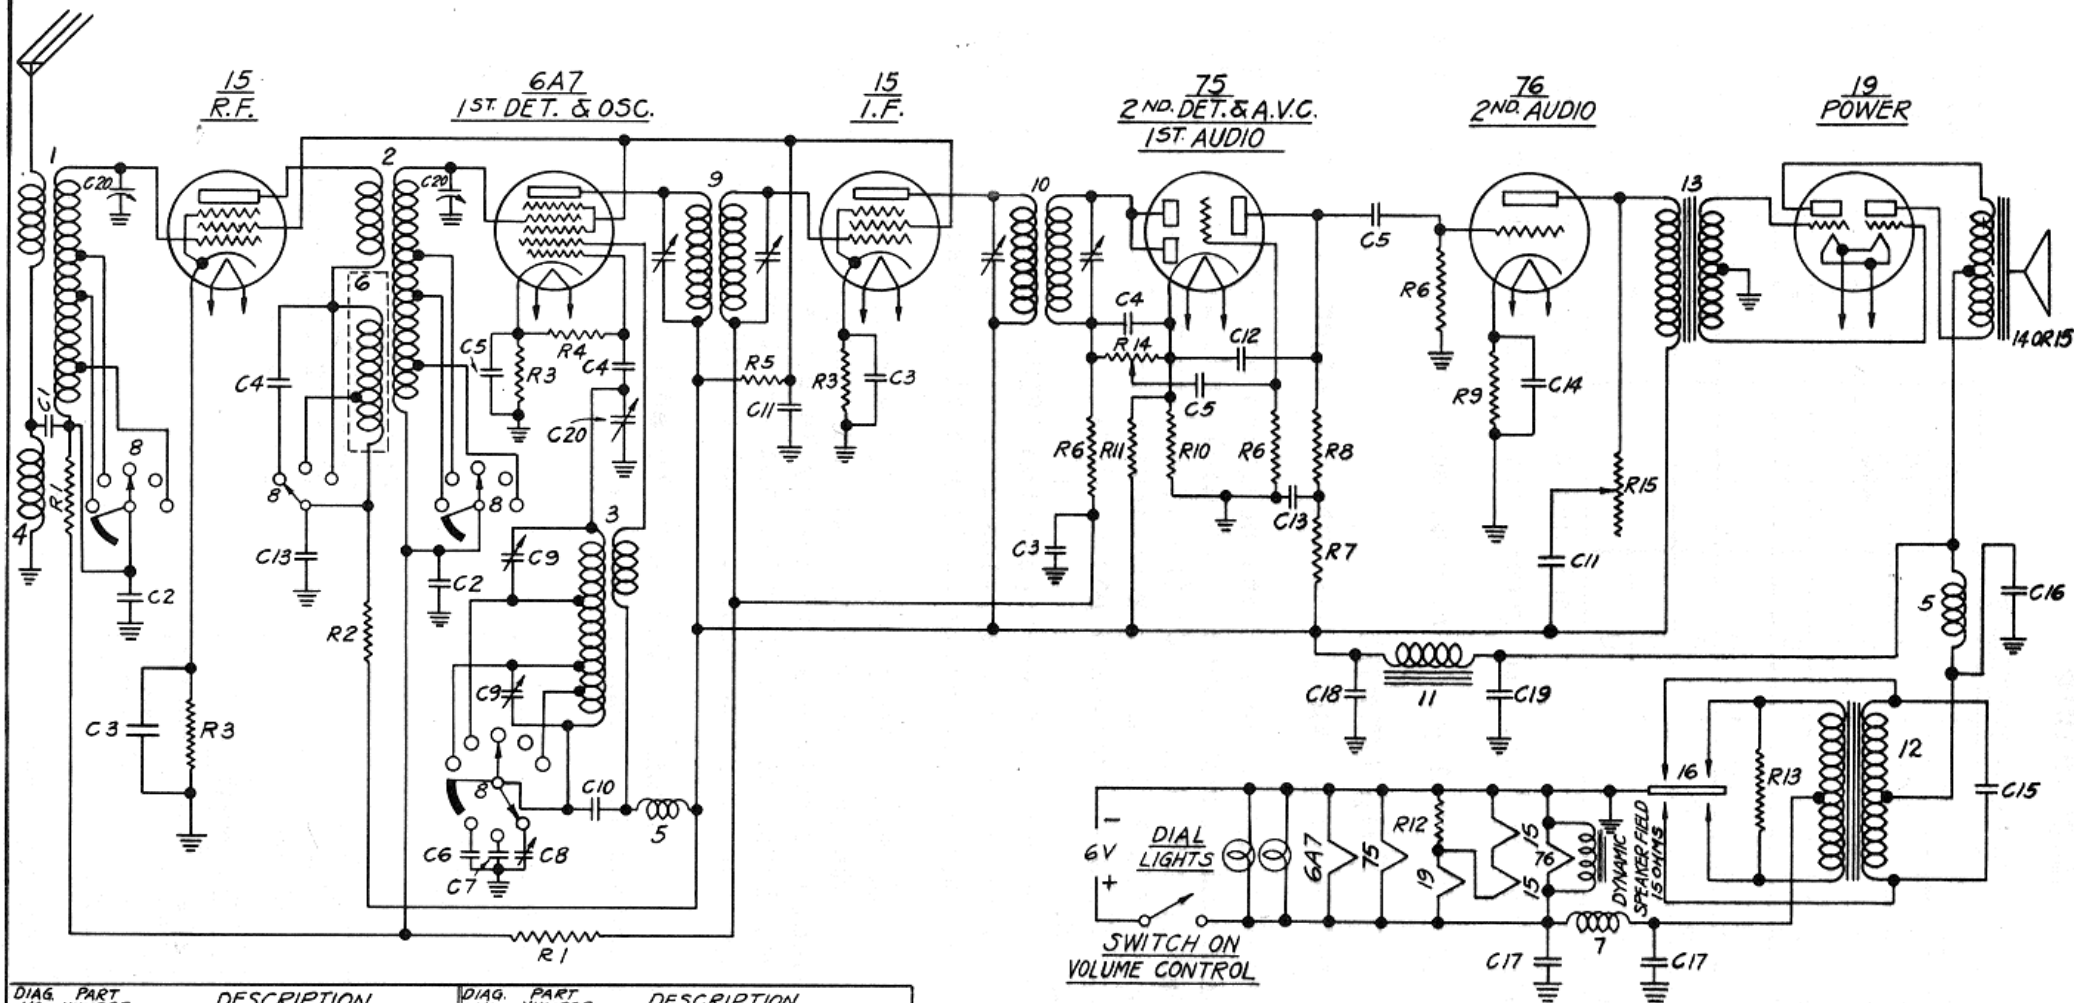 15
R.F.
6A7
1ST. DET. & OSC.
15
I.F.
75
2ND. DET. & A.V.C.
1ST AUDIO
76
2ND. AUDIO
19
POWER
1
C20
2
C20
9
10
13
14 OR 15
6
C4
C5
R3
R4
C4
C20
R5
C11
R3
C3
C4
R14
C12
C5
C5
R6
R9
C14
R15
C11
C1
R1
4
8
8
8
C2
C13
R2
C2
R6
R11
R10
R6
R8
C13
R7
C3
3
C9
C9
C3
R3
8
C10
5
C6
C7
C8
R1
C18
11
C19
5
C16
12
C15
16
R13
-
6V
+
DIAL
LIGHTS
6A7
75
R12
19
15
15
76
DYNAMIC
SPEAKER FIELD
15 OHMS
SWITCH ON
VOLUME CONTROL
7
C17
C17
DIAG. PART DESCRIPTION DIAG. PART DESCRIPTION